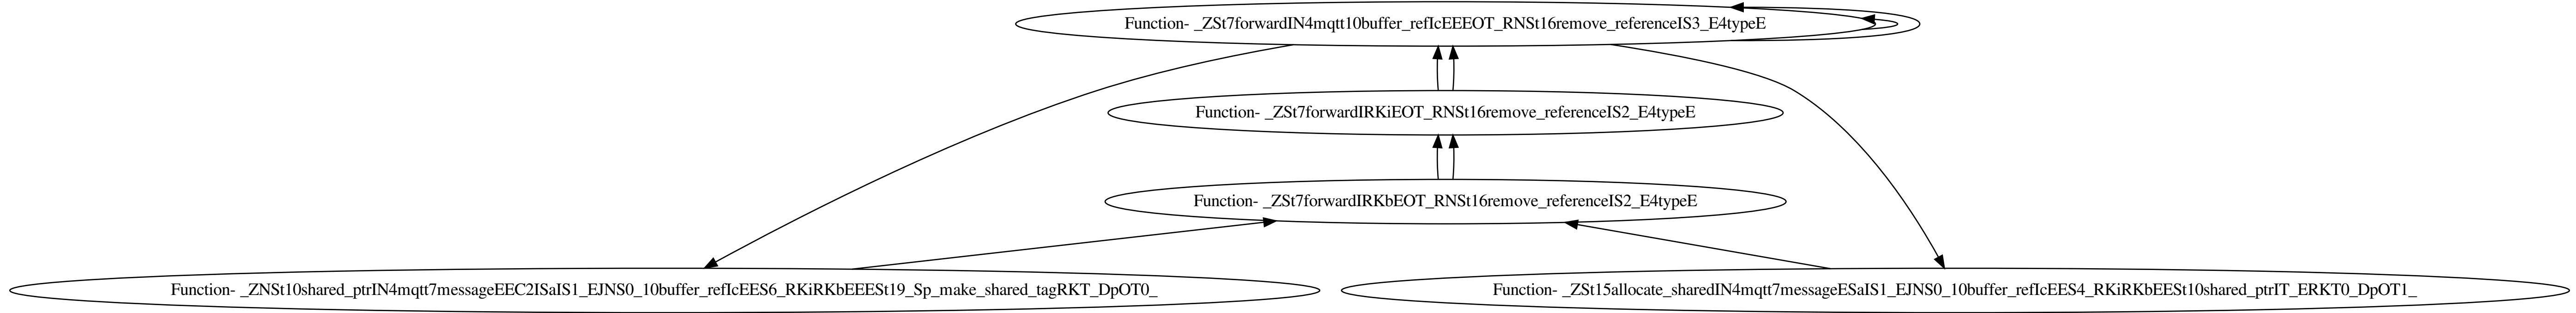 Function- _ZSt7forwardIN4mqtt10buffer_refIcEEEOT_RNSt16remove_referenceIS3_E4typeE
Function- _ZSt7forwardIRKiEOT_RNSt16remove_referenceIS2_E4typeE
Function- _ZSt7forwardIRKbEOT_RNSt16remove_referenceIS2_E4typeE
Function- _ZNSt10shared_ptrIN4mqtt7messageEEC2ISaIS1_EJNS0_10buffer_refIcEES6_RKiRKbEEESt19_Sp_make_shared_tagRKT_DpOT0_
Function- _ZSt15allocate_sharedIN4mqtt7messageESaIS1_EJNS0_10buffer_refIcEES4_RKiRKbEESt10shared_ptrIT_ERKT0_DpOT1_